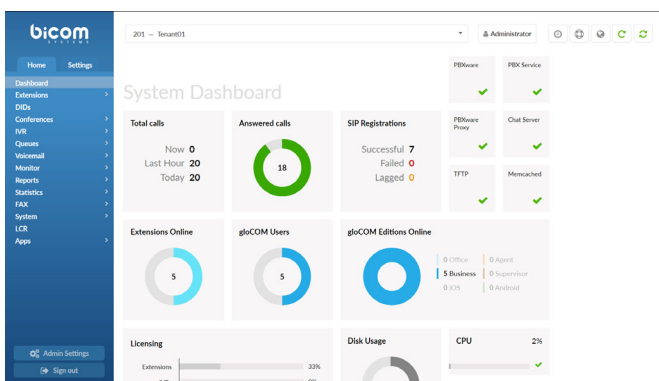 bicom
SYSTEMS
201 – Tenant01
Administrator
Home Settings
Dashboard
Extensions
DIDs
Conferences
IVR
Queues
Voicemail
Monitor
Reports
Statistics
FAX
System
LCR
Apps
Admin Settings
Sign out
System Dashboard
PBXware
PBX Service
Total calls
Now 0
Last Hour 20
Today 20
Answered calls
18
SIP Registrations
Successful 7
Failed 0
Lagged 0
PBXware
Proxy
Chat Server
TFTP
Memcached
Extensions Online
5
gloCOM Users
5
gloCOM Editions Online
0 Office 0 Agent
5 Business 0 Supervisor
0 iOS 0 Android
Licensing
Extensions 33%
Disk Usage
CPU 2%